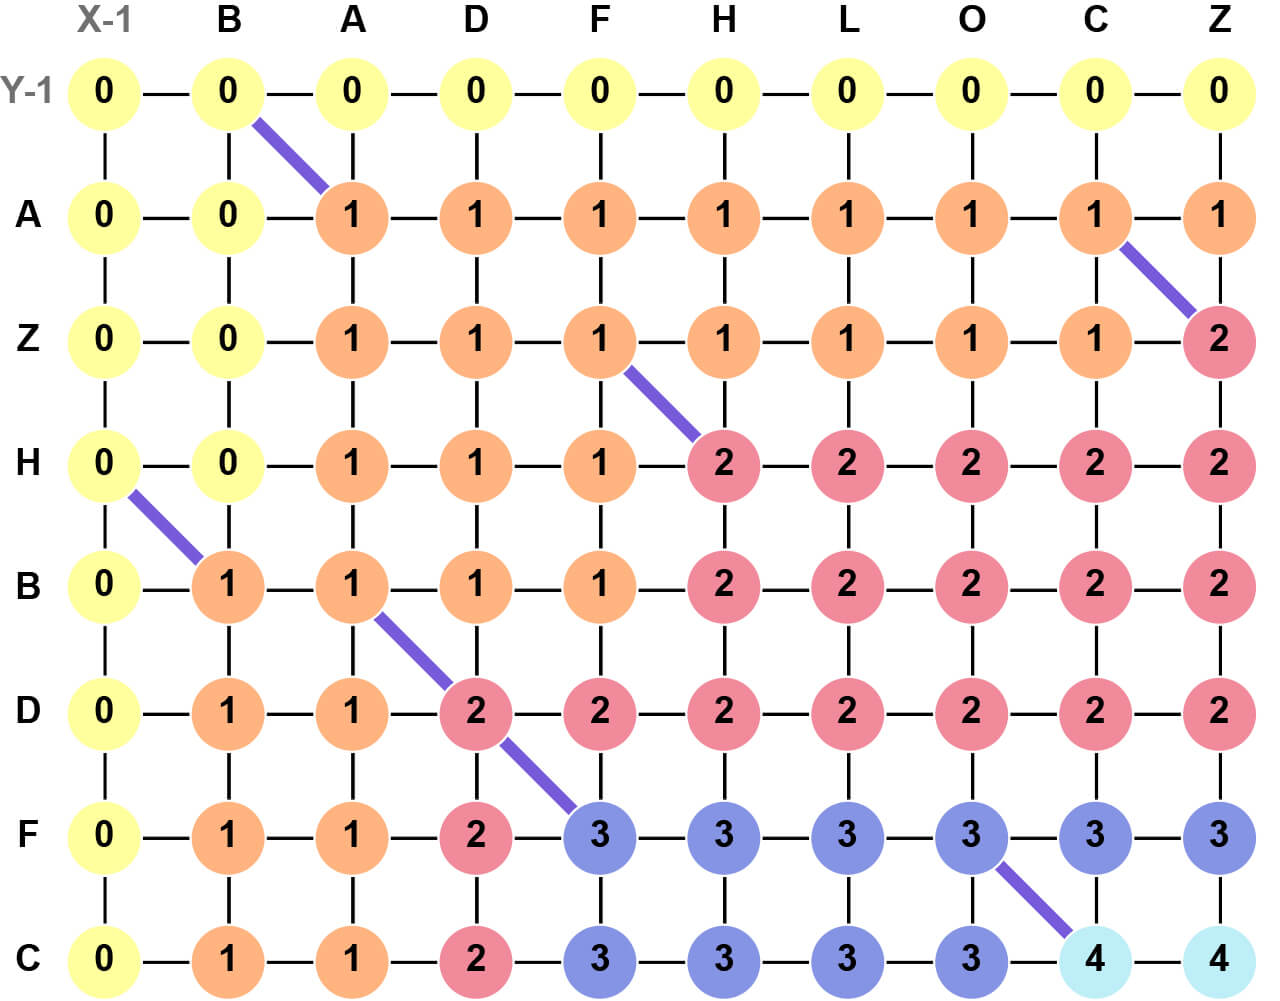 X-1 B A D F H L O C Z
Y-1 0 0 0 0 0 0 0 0 0 0
A 0 0 1 1 1 1 1 1 1 1
Z 0 0 1 1 1 1 1 1 1 2
H 0 0 1 1 1 2 2 2 2 2
B 0 1 1 1 1 2 2 2 2 2
D 0 1 1 2 2 2 2 2 2 2
F 0 1 1 2 3 3 3 3 3 3
C 0 1 1 2 3 3 3 3 4 4